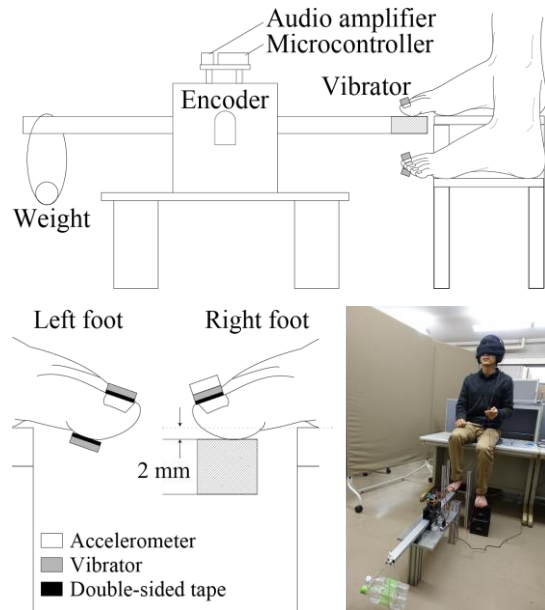 Audio amplifier
Microcontroller
Encoder
Vibrator
Weight
Left foot
Right foot
2 mm
Accelerometer
Vibrator
Double-sided tape